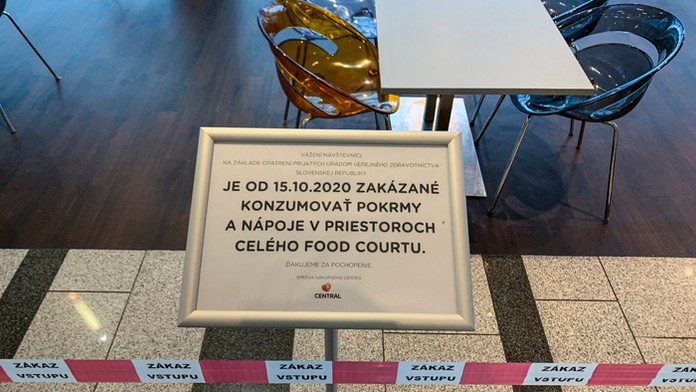 VÁŽENÍ NÁVŠTEVNÍCI,
NA ZÁKLADE OPATRENÍ PRIJATÝCH ÚRADOM VEREJNÉHO ZDRAVOTNÍCTVA
SLOVENSKEJ REPUBLIKY
JE OD 15.10.2020 ZAKÁZANÉ
KONZUMOVAŤ POKRMY
A NÁPOJE V PRIESTOROCH
CELÉHO FOOD COURTU.
ĎAKUJEME ZA POCHOPENIE.
SPRÁVA NÁKUPNÉHO CENTRA
CENTRAL
ZÁKAZ VSTUPU
ZÁKAZ VSTUPU
ZÁKAZ VSTUPU
ZÁKAZ VSTUPU
ZÁKAZ VSTUPU